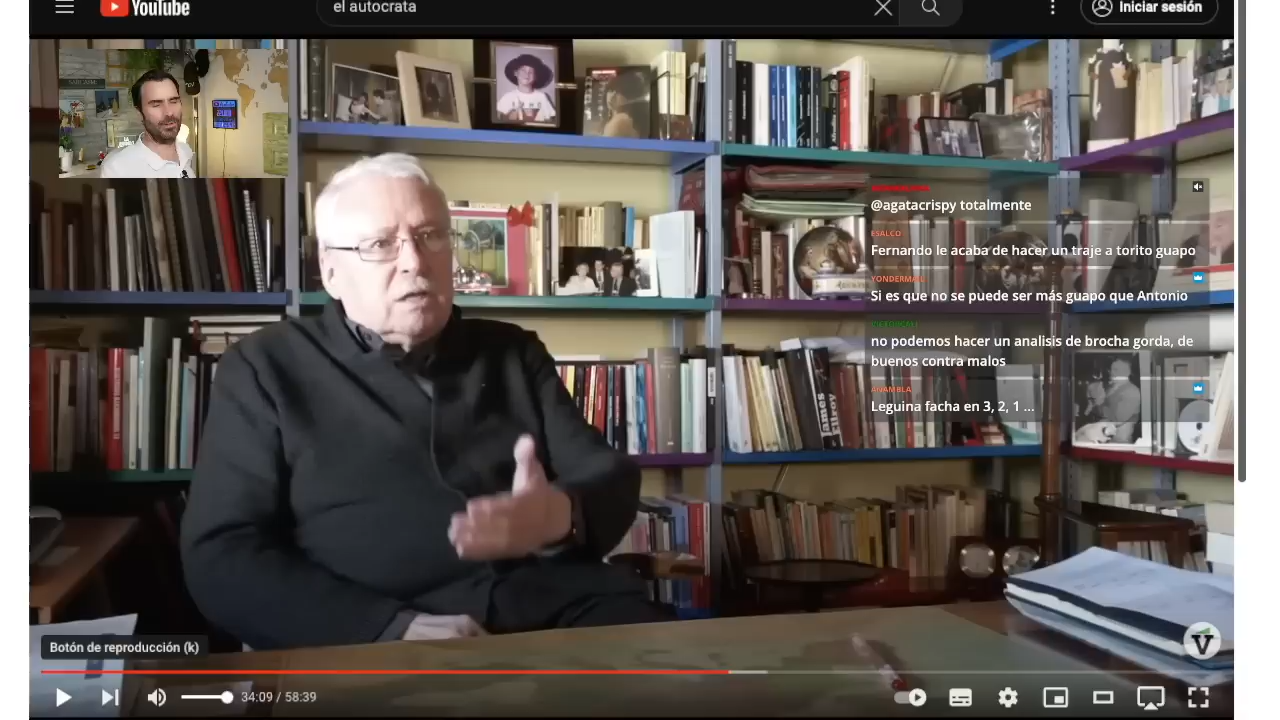 YouTube
el autocrata
Iniciar sesión
@agatacrispy totalmente
ESALCO
Fernando le acaba de hacer un traje a torito guapo
Si es que no se puede ser más guapo que Antonio
no podemos hacer un analisis de brocha gorda, de
buenos contra malos
ANAMBLA
Leguina facha en 3, 2, 1 ...
James
Ellroy
Botón de reproducción (k)
34:09 / 58:39
V